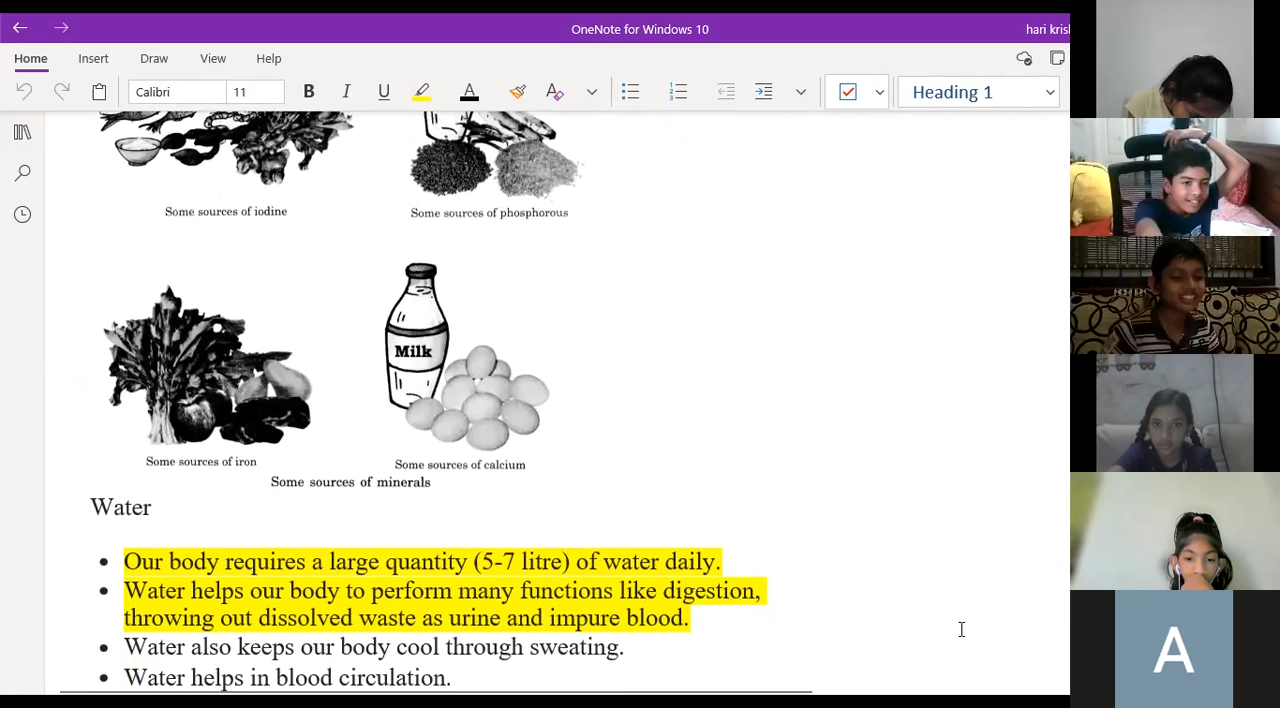 OneNote for Windows 10
hari krish
Home Insert Draw View Help
Calibri 11 B I U A A Heading 1
Some sources of iodine Some sources of phosphorous
Milk
Some sources of iron Some sources of calcium
Some sources of minerals
Water
• Our body requires a large quantity (5-7 litre) of water daily.
• Water helps our body to perform many functions like digestion,
throwing out dissolved waste as urine and impure blood.
• Water also keeps our body cool through sweating.
• Water helps in blood circulation.
A